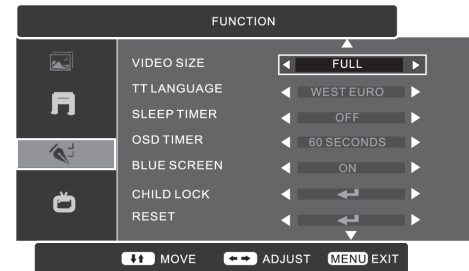 FUNCTION
VIDEO SIZE FULL
TT LANGUAGE WEST EURO
SLEEP TIMER OFF
OSD TIMER 60 SECONDS
BLUE SCREEN ON
CHILD LOCK
RESET
MOVE ADJUST MENU EXIT